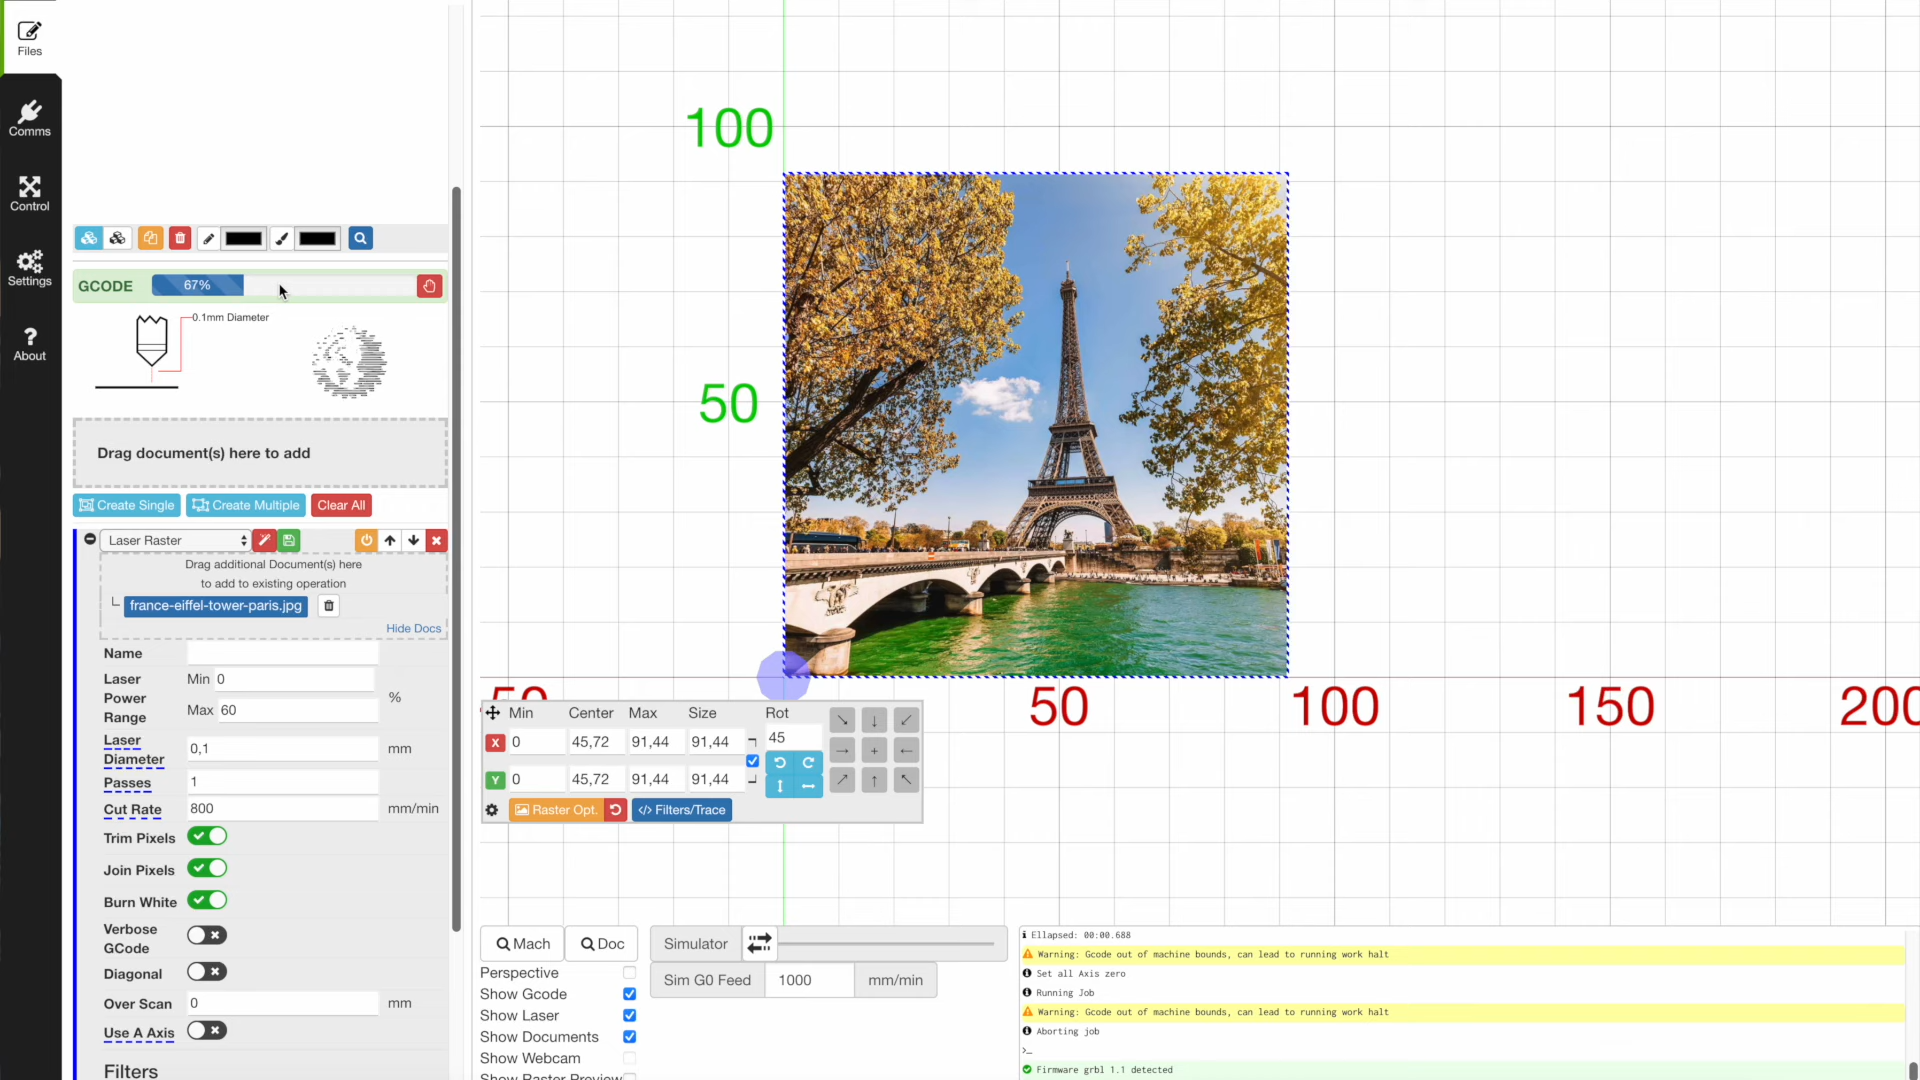 Files
Comms
Control
Settings
?
About
GCODE 67%
0.1mm Diameter
Drag document(s) here to add
Create Single Create Multiple Clear All
Laser Raster
Drag additional Document(s) here
to add to existing operation
france-eiffel-tower-paris.jpg
Hide Docs
Name
Laser Power Range Min 0 %
Max 60
Laser Diameter 0,1 mm
Passes 1
Cut Rate 800 mm/min
Trim Pixels
Join Pixels
Burn White
Verbose GCode
Diagonal
Over Scan 0 mm
Use A Axis
Filters
100
50
50 50 100 150 200
Min Center Max Size Rot
X 0 45,72 91,44 91,44 45
Y 0 45,72 91,44 91,44
Raster Opt. </> Filters/Trace
Mach Doc Simulator
Perspective
Show Gcode
Show Laser
Show Documents
Show Webcam
Show Raster Preview
Sim G0 Feed 1000 mm/min
Ellapsed: 00:00.688
Warning: Gcode out of machine bounds, can lead to running work halt
Set all Axis zero
Running Job
Warning: Gcode out of machine bounds, can lead to running work halt
Aborting job
>_
Firmware grbl 1.1 detected